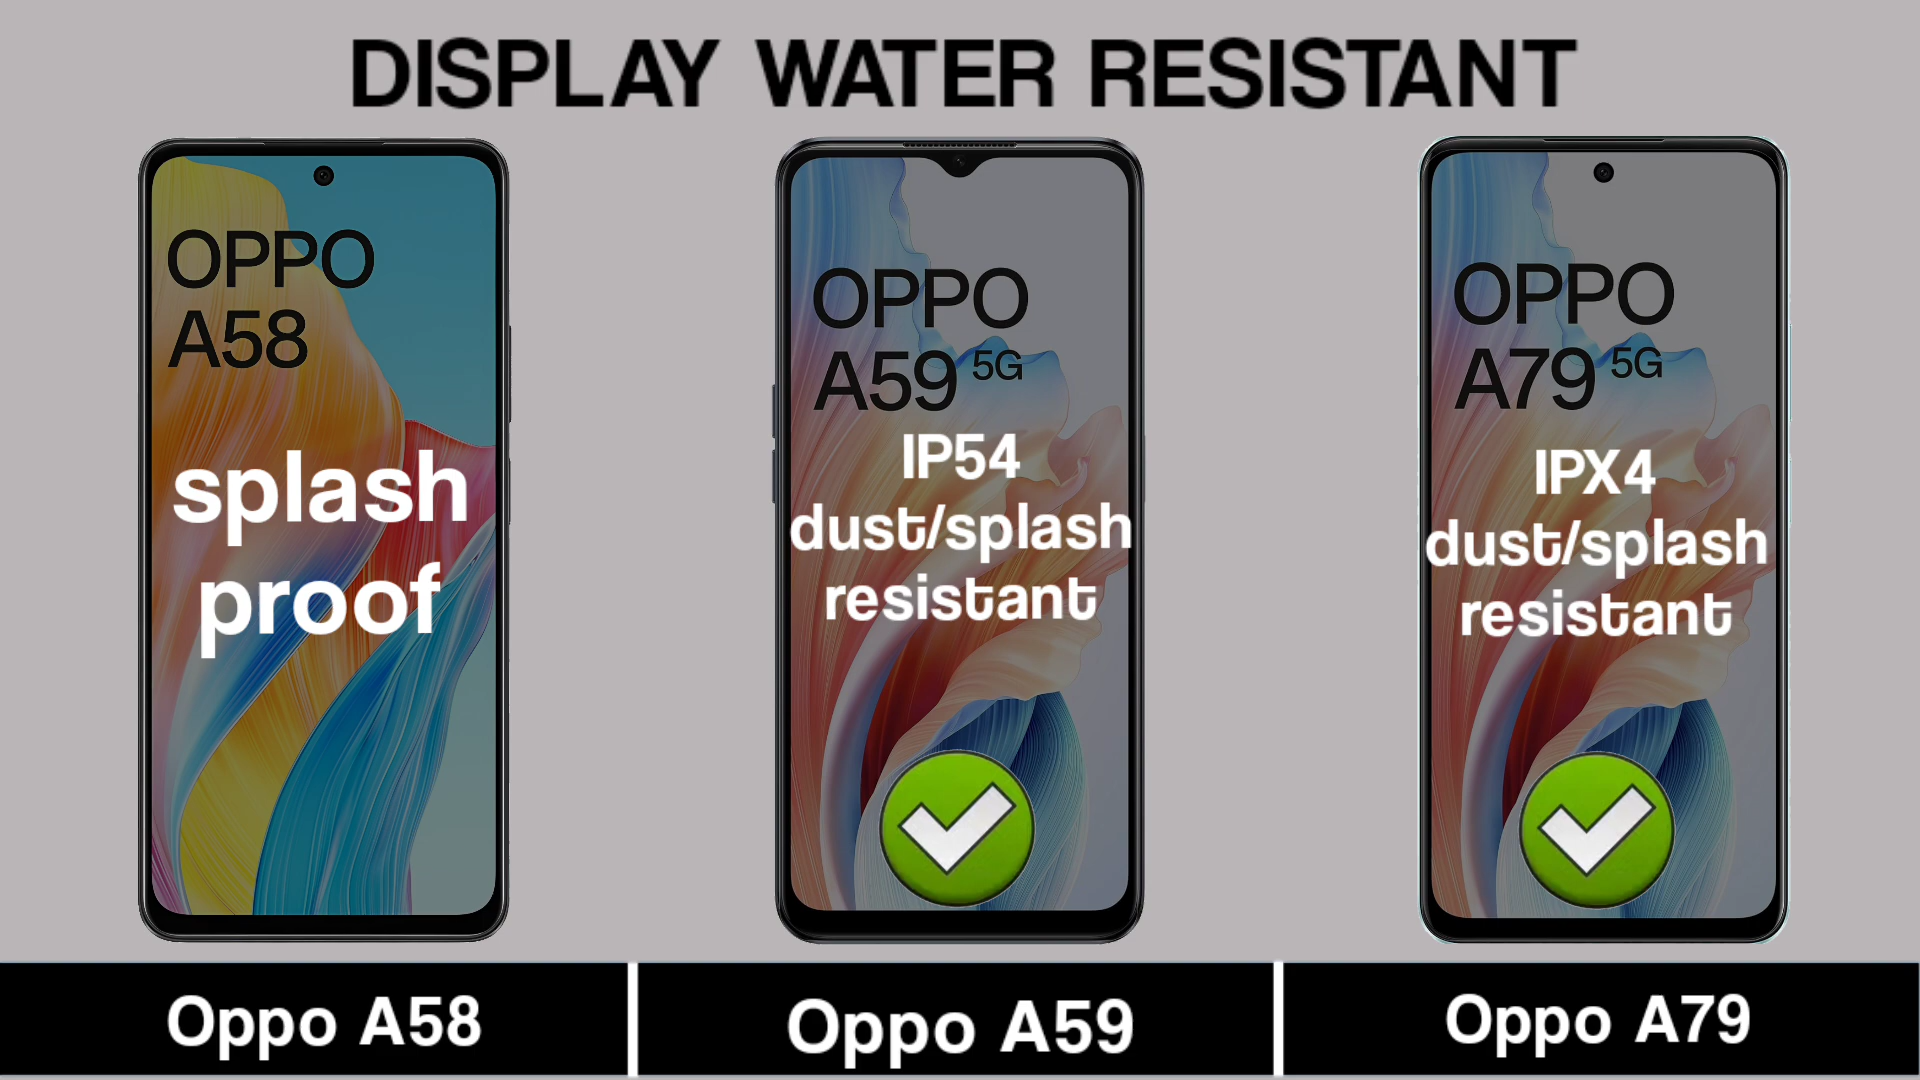 DISPLAY WATER RESISTANT
OPPO
A58
splash
proof
OPPO
A59 5G
IP54
dust/splash
resistant
OPPO
A79 5G
IPX4
dust/splash
resistant
Oppo A58
Oppo A59
Oppo A79